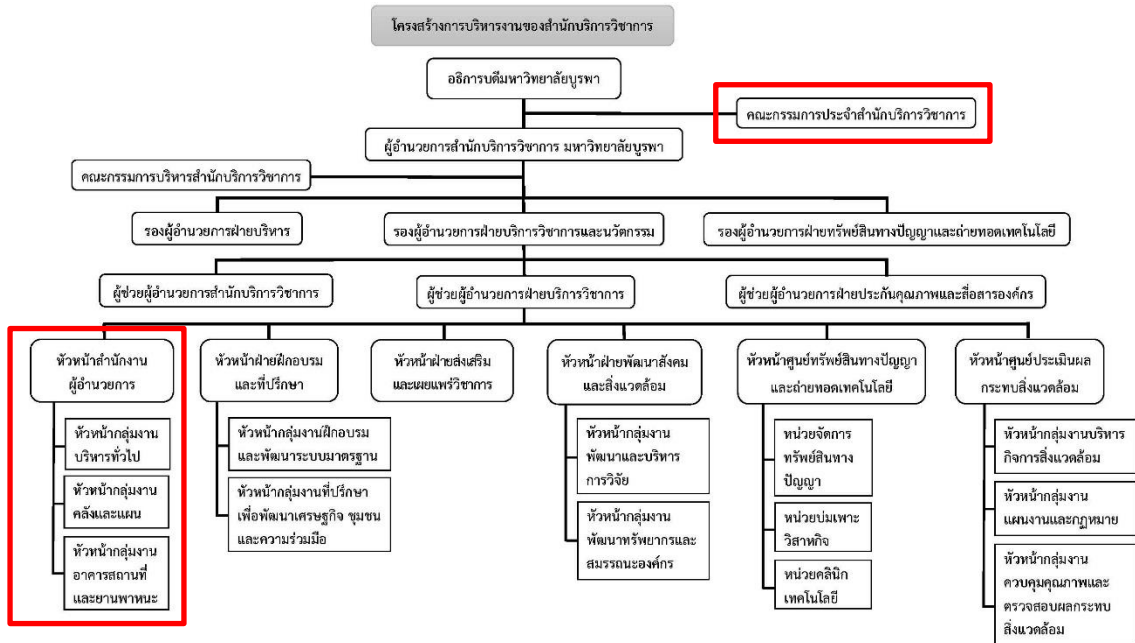 โครงสร้างการบริหารงานของสำนักบริการวิชาการ
อธิการบดีมหาวิทยาลัยบูรพา
คณะกรรมการประจำสำนักบริการวิชาการ
ผู้อำนวยการสำนักบริการวิชาการ มหาวิทยาลัยบูรพา
คณะกรรมการบริหารสำนักบริการวิชาการ
รองผู้อำนวยการฝ่ายบริหาร
รองผู้อำนวยการฝ่ายบริการวิชาการและนวัตกรรม
รองผู้อำนวยการฝ่ายทรัพย์สินทางปัญญาและถ่ายทอดเทคโนโลยี
ผู้ช่วยผู้อำนวยการสำนักบริการวิชาการ
ผู้ช่วยผู้อำนวยการฝ่ายบริการวิชาการ
ผู้ช่วยผู้อำนวยการฝ่ายประกันคุณภาพและสื่อสารองค์กร
หัวหน้าสำนักงาน
ผู้อำนวยการ
หัวหน้ากลุ่มงาน
บริหารทั่วไป
หัวหน้ากลุ่มงาน
คลังและแผน
หัวหน้ากลุ่มงาน
อาคารสถานที่
และยานพาหนะ
หัวหน้าฝ่ายฝึกอบรม
และที่ปรึกษา
หัวหน้ากลุ่มงานฝึกอบรม
และพัฒนาระบบมาตรฐาน
หัวหน้ากลุ่มงานที่ปรึกษา
เพื่อพัฒนาเศรษฐกิจ ชุมชน
และความร่วมมือ
หัวหน้าฝ่ายส่งเสริม
และเผยแพร่วิชาการ
หัวหน้าฝ่ายพัฒนาสังคม
และสิ่งแวดล้อม
หัวหน้ากลุ่มงาน
พัฒนาและบริหาร
การวิจัย
หัวหน้ากลุ่มงาน
พัฒนาทรัพยากรและ
สมรรถนะองค์กร
หัวหน้าศูนย์ทรัพย์สินทางปัญญา
และถ่ายทอดเทคโนโลยี
หน่วยจัดการ
ทรัพย์สินทาง
ปัญญา
หน่วยบ่มเพาะ
วิสาหกิจ
หน่วยคลินิก
เทคโนโลยี
หัวหน้าศูนย์ประเมินผล
กระทบสิ่งแวดล้อม
หัวหน้ากลุ่มงานบริหาร
กิจการสิ่งแวดล้อม
หัวหน้ากลุ่มงาน
แผนงานและกฎหมาย
หัวหน้ากลุ่มงาน
ควบคุมคุณภาพและ
ตรวจสอบผลกระทบ
สิ่งแวดล้อม